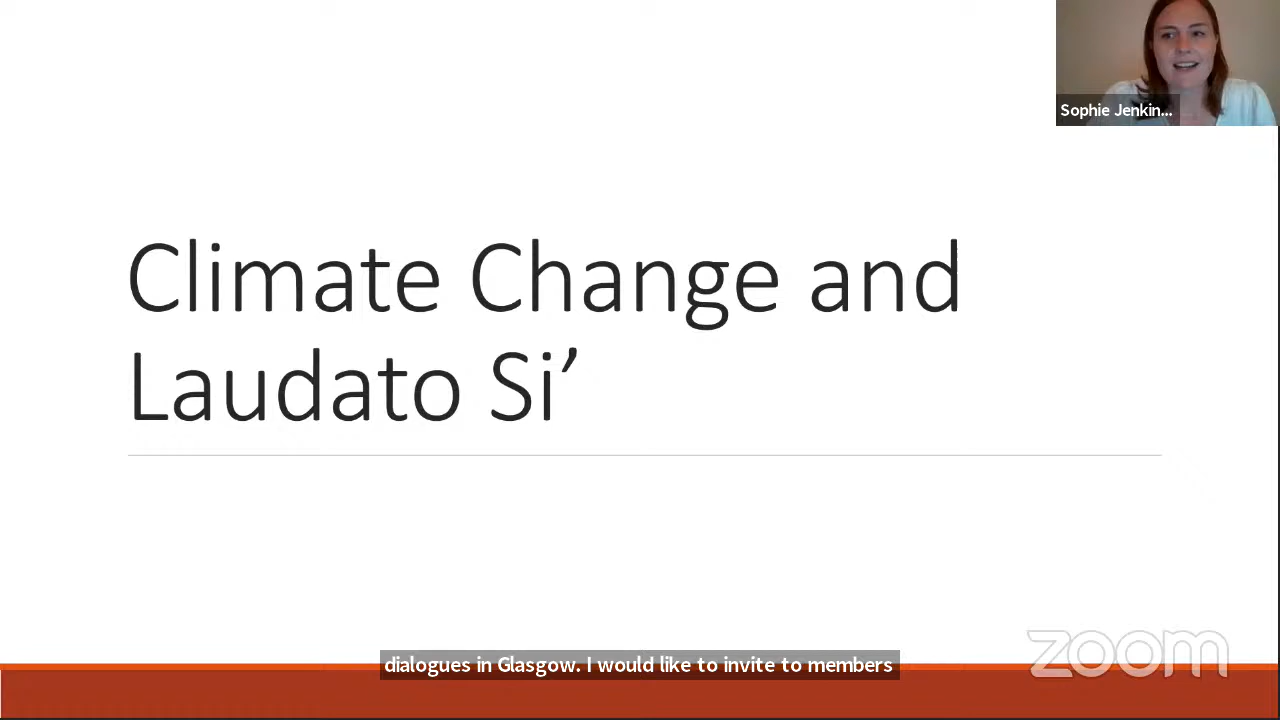 Sophie Jenkin...
Climate Change and
Laudato Si’
dialogues in Glasgow. I would like to invite to members
zoom